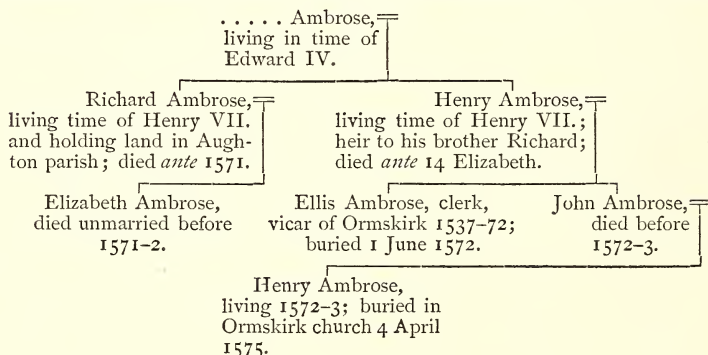 . . . . . Ambrose,
living in time of
Edward IV.
Richard Ambrose,
living time of Henry VII.
and holding land in Augh-
ton parish; died ante 1571.
Henry Ambrose,
living time of Henry VII.;
heir to his brother Richard;
died ante 14 Elizabeth.
Elizabeth Ambrose,
died unmarried before
1571-2.
Ellis Ambrose, clerk,
vicar of Ormskirk 1537-72;
buried 1 June 1572.
John Ambrose,
died before
1572-3.
Henry Ambrose,
living 1572-3; buried in
Ormskirk church 4 April
1575.